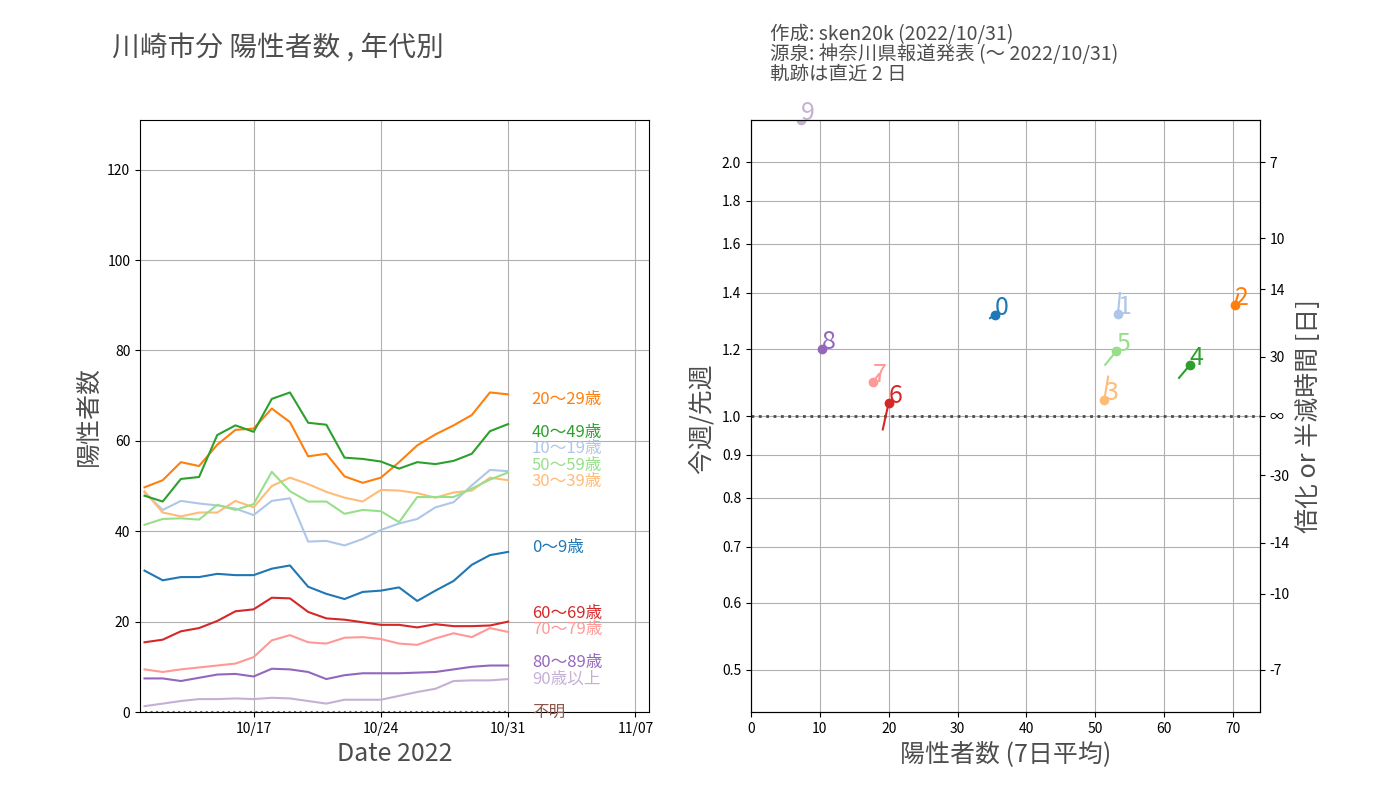 川崎市分 陽性者数 , 年代別
作成: sken20k (2022/10/31)
源泉: 神奈川県報道発表 (～ 2022/10/31)
軌跡は直近 2 日
陽性者数
120
100
80
60
40
20
0
10/17
10/24
10/31
11/07
Date 2022
20～29歳
40～49歳
10～19歳
50～59歳
30～39歳
0～9歳
60～69歳
70～79歳
80～89歳
90歳以上
不明
今週/先週
2.0
1.8
1.6
1.4
1.2
1.0
0.9
0.8
0.7
0.6
0.5
9
2
0
1
8
5
4
7
3
6
0
10
20
30
40
50
60
70
陽性者数 (7日平均)
7
10
14
30
∞
-30
-14
-10
-7
倍化 or 半減時間 [日]